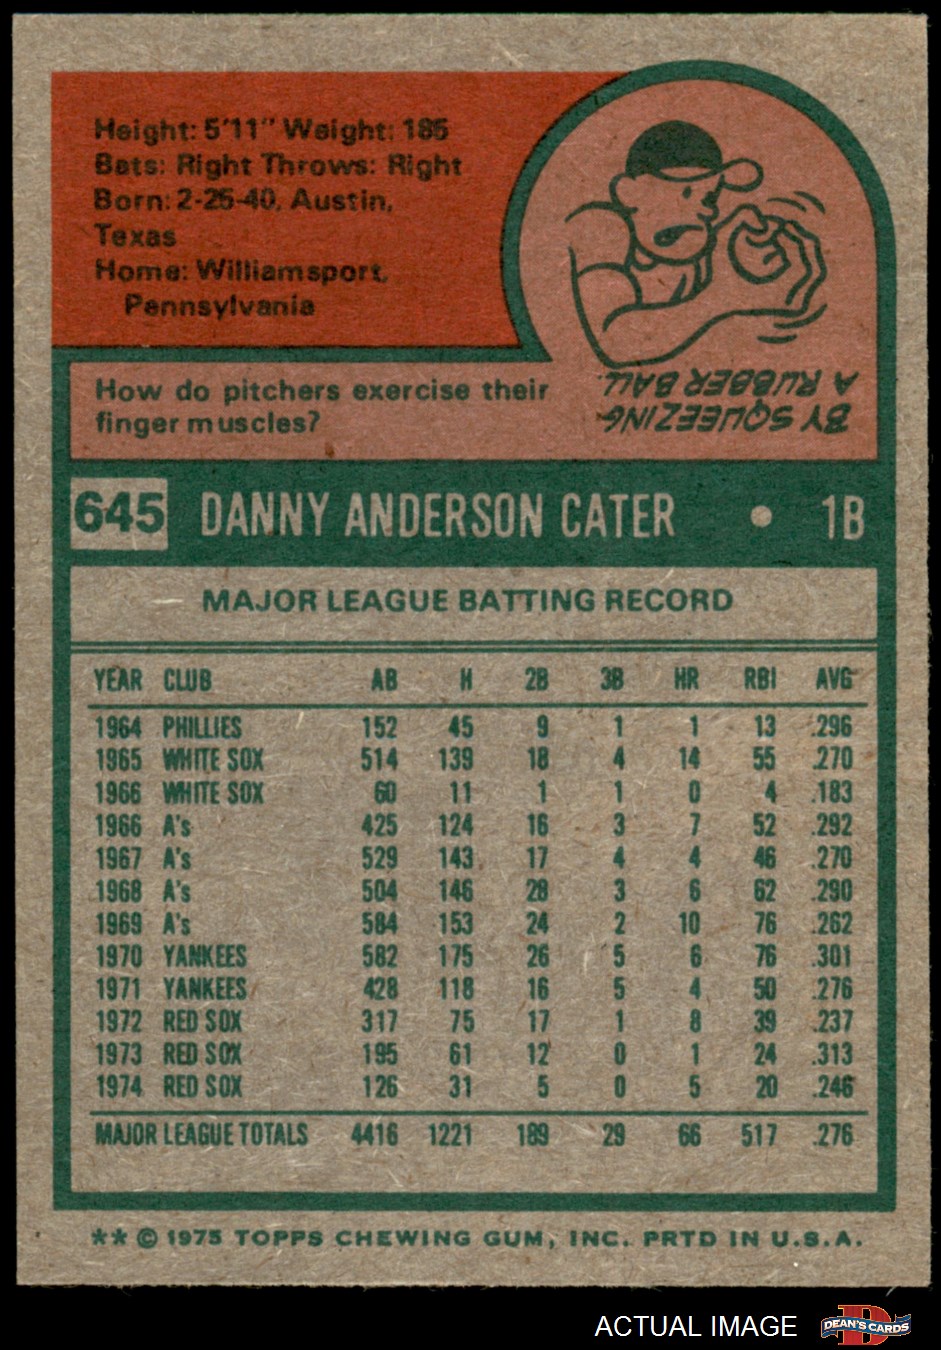 Height: 5'11" Weight: 185
Bats: Right Throws: Right
Born: 2-25-40, Austin,
Texas
Home: Williamsport,
Pennsylvania
How do pitchers exercise their
finger muscles?
BY SQUEEZING
A RUBBER BALL.
645 DANNY ANDERSON CATER • 1B
MAJOR LEAGUE BATTING RECORD
YEAR CLUB AB H 2B 3B HR RBI AVG
1964 PHILLIES 152 45 9 1 1 13 .296
1965 WHITE SOX 514 139 18 4 14 55 .270
1966 WHITE SOX 60 11 1 1 0 4 .183
1966 A's 425 124 16 3 7 52 .292
1967 A's 529 143 17 4 4 46 .270
1968 A's 504 146 28 3 6 62 .290
1969 A's 584 153 24 2 10 76 .262
1970 YANKEES 582 175 26 5 6 76 .301
1971 YANKEES 428 118 16 5 4 50 .276
1972 RED SOX 317 75 17 1 8 39 .237
1973 RED SOX 195 61 12 0 1 24 .313
1974 RED SOX 126 31 5 0 5 20 .246
MAJOR LEAGUE TOTALS 4416 1221 189 29 66 517 .276
** © 1975 TOPPS CHEWING GUM, INC. PRTD IN U.S.A.
ACTUAL IMAGE
D
DEAN'S CARDS